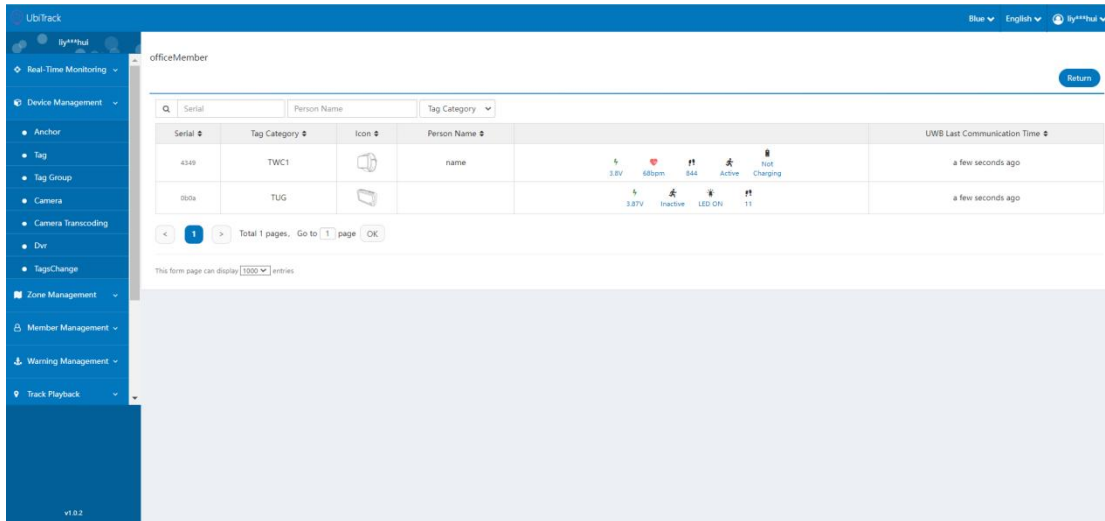 UbiTrack
Blue English liy***hui
liy***hui
Real-Time Monitoring
Device Management
Anchor
Tag
Tag Group
Camera
Camera Transcoding
Dvr
TagsChange
Zone Management
Member Management
Warning Management
Track Playback
v1.0.2
officeMember
Return
Serial Person Name Tag Category
Serial Tag Category Icon Person Name UWB Last Communication Time
4349 TWC1 name 3.8V 68bpm 844 Active Not Charging a few seconds ago
0b0a TUG 3.87V Inactive LED ON 11 a few seconds ago
< 1 > Total 1 pages, Go to 1 page OK
This form page can display 1000 entries